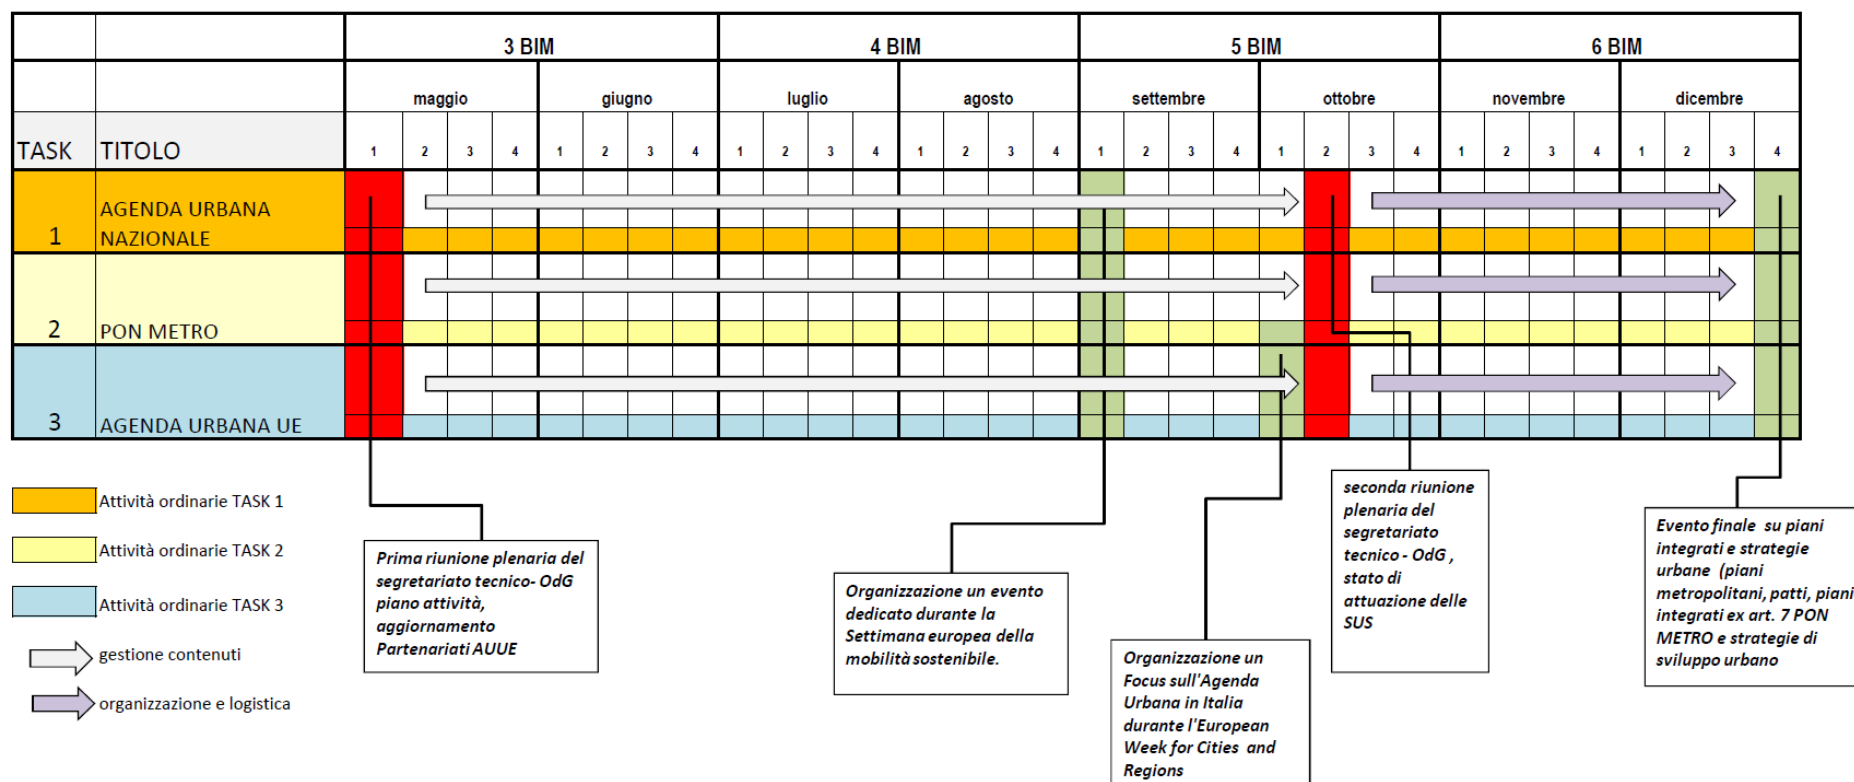 3 BIM 4 BIM 5 BIM 6 BIM
maggio giugno luglio agosto settembre ottobre novembre dicembre
TASK TITOLO 1 2 3 4 1 2 3 4 1 2 3 4 1 2 3 4 1 2 3 4 1 2 3 4 1 2 3 4 1 2 3 4
AGENDA URBANA
1 NAZIONALE
2 PON METRO
3 AGENDA URBANA UE
Attività ordinarie TASK 1
Attività ordinarie TASK 2
Attività ordinarie TASK 3
gestione contenuti
organizzazione e logistica
Prima riunione plenaria del
segretariato tecnico- OdG
piano attività,
aggiornamento
Partenariati AUUE
Organizzazione un evento
dedicato durante la
Settimana europea della
mobilità sostenibile.
Organizzazione un
Focus sull'Agenda
Urbana in Italia
durante l'European
Week for Cities and
Regions
seconda riunione
plenaria del
segretariato
tecnico - OdG ,
stato di
attuazione delle
SUS
Evento finale su piani
integrati e strategie
urbane (piani
metropolitani, patti, piani
integrati ex art. 7 PON
METRO e strategie di
sviluppo urbano